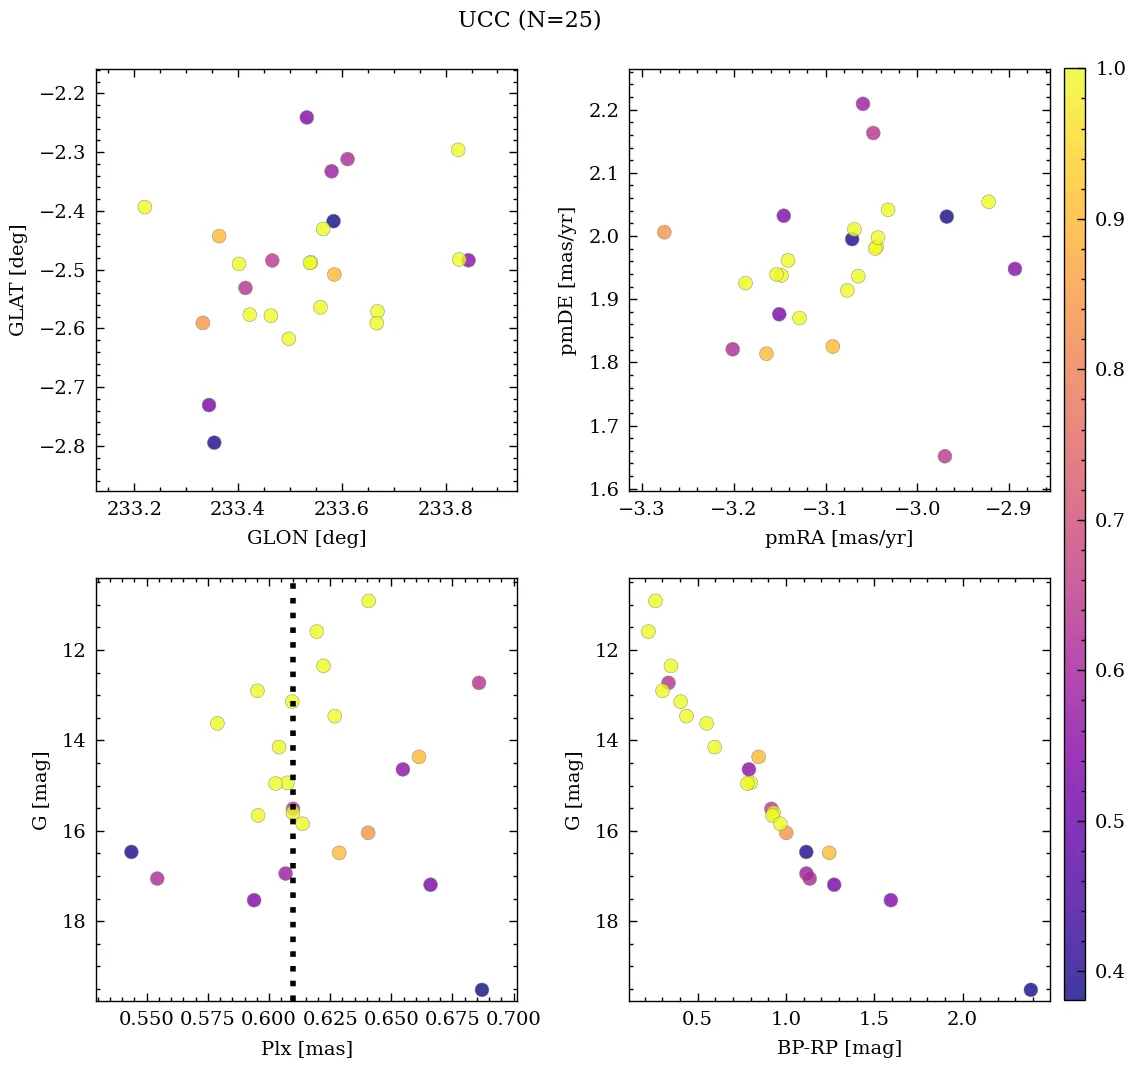 UCC (N=25)
−2.2
−2.3
−2.4
−2.5
−2.6
−2.7
−2.8
GLAT [deg]
233.2 233.4 233.6 233.8
GLON [deg]
2.2
2.1
2.0
1.9
1.8
1.7
1.6
pmDE [mas/yr]
−3.3 −3.2 −3.1 −3.0 −2.9
pmRA [mas/yr]
12
14
16
18
G [mag]
0.550 0.575 0.600 0.625 0.650 0.675 0.700
Plx [mas]
12
14
16
18
G [mag]
0.5 1.0 1.5 2.0
BP-RP [mag]
1.0
0.9
0.8
0.7
0.6
0.5
0.4